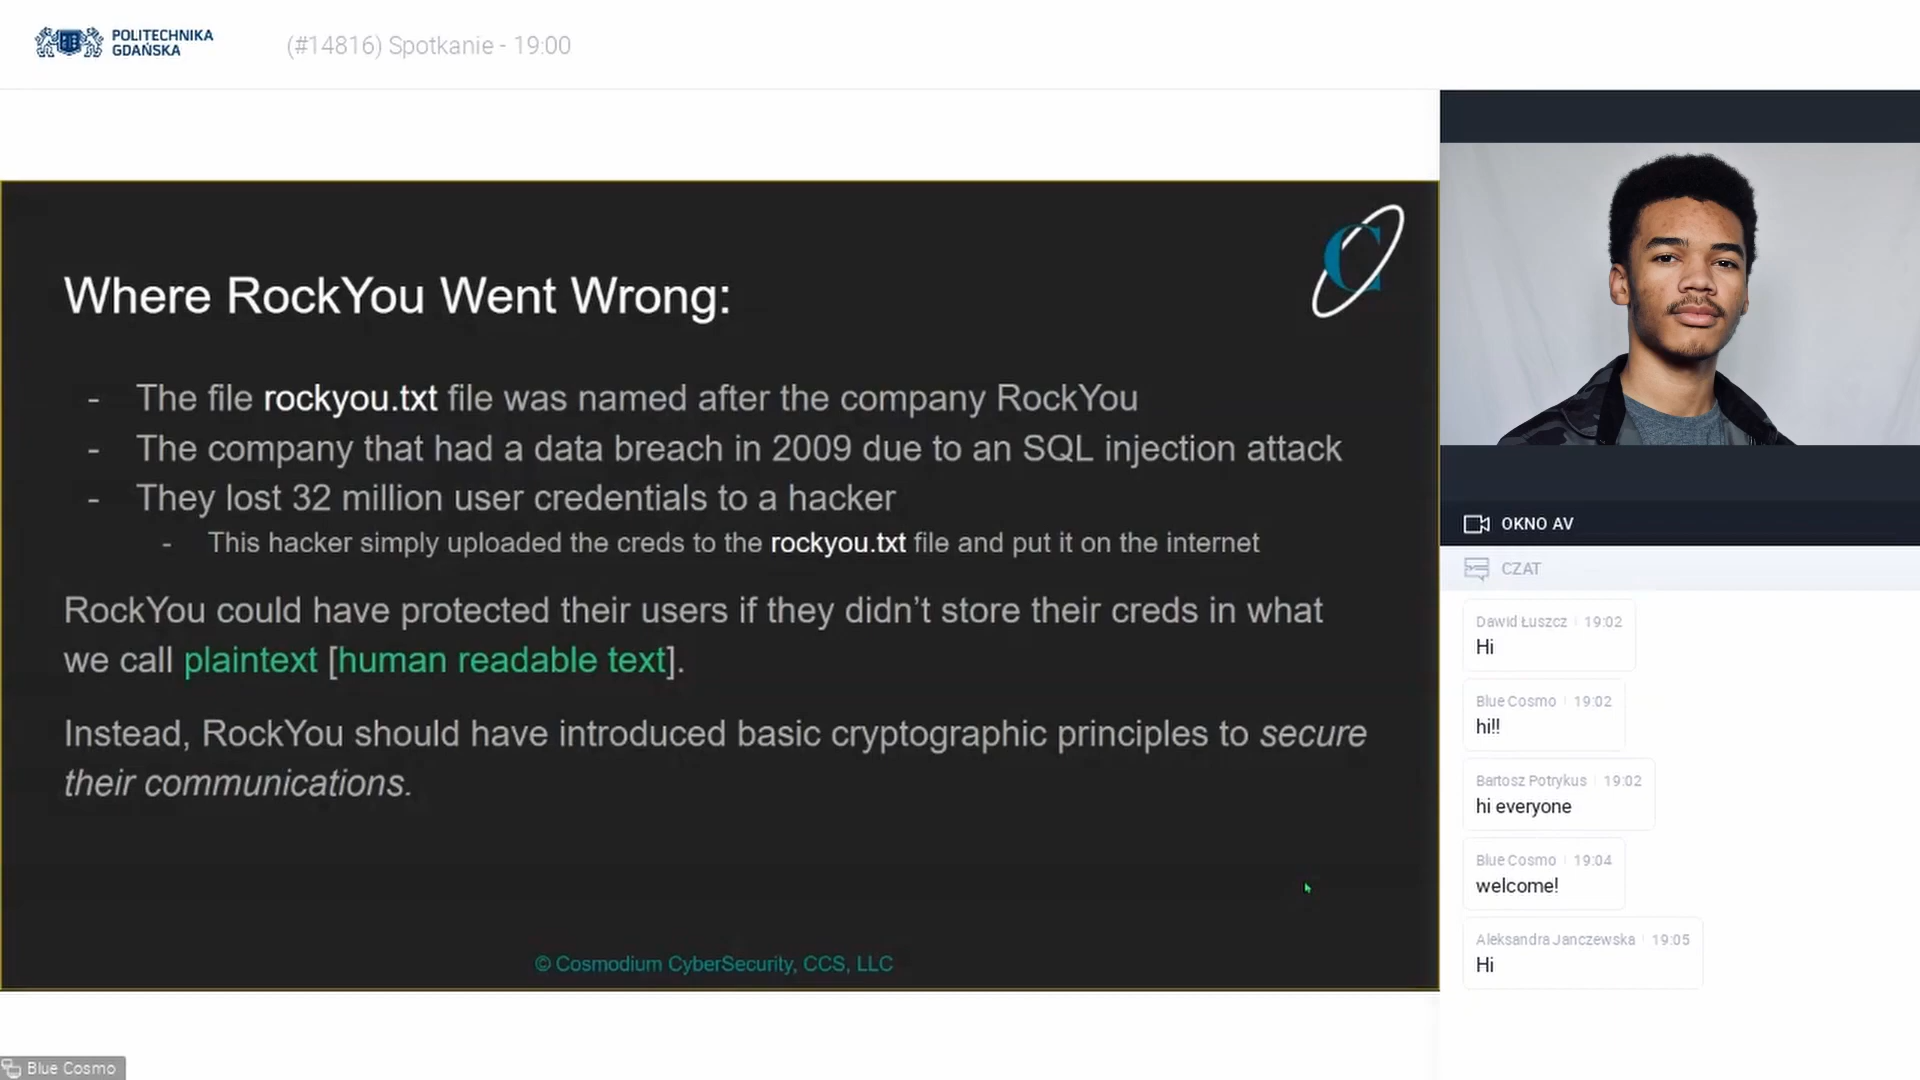 POLITECHNIKA
GDAŃSKA
(#14816) Spotkanie - 19:00
C
Where RockYou Went Wrong:
- The file rockyou.txt file was named after the company RockYou
- The company that had a data breach in 2009 due to an SQL injection attack
- They lost 32 million user credentials to a hacker
- This hacker simply uploaded the creds to the rockyou.txt file and put it on the internet
RockYou could have protected their users if they didn’t store their creds in what
we call plaintext [human readable text].
Instead, RockYou should have introduced basic cryptographic principles to secure
their communications.
© Cosmodium CyberSecurity, CCS, LLC
Blue Cosmo
OKNO AV
CZAT
Dawid Łuszcz 19:02
Hi
Blue Cosmo 19:02
hi!!
Bartosz Potrykus 19:02
hi everyone
Blue Cosmo 19:04
welcome!
Aleksandra Janczewska 19:05
Hi